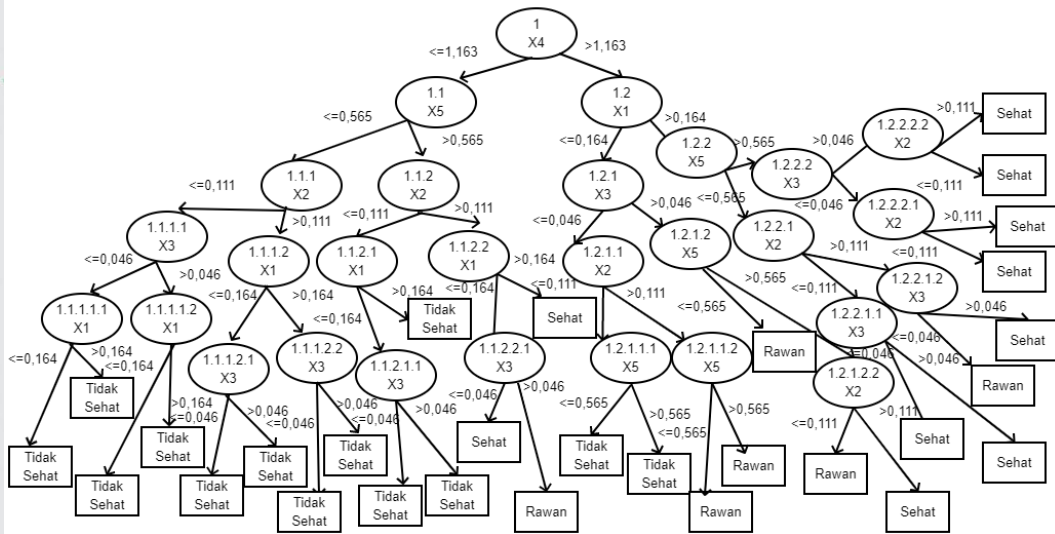 1
X4
<=1,163
>1,163
1.1
X5
1.2
X1
<=0,565
>0,565
<=0,164
>0,164
1.2.2
X5
>0,565
>0,046
1.2.2.2.2
X2
>0,111
Sehat
1.2.2.2
X3
Sehat
1.1.1
X2
1.1.2
X2
1.2.1
X3
<=0,565
<=0,046
<=0,111
1.2.2.2.1
X2
>0,111
Sehat
<=0,111
>0,111
<=0,111
>0,111
<=0,046
>0,046
1.2.2.1
X2
>0,111
<=0,111
Sehat
1.1.1.1
X3
1.1.1.2
X1
1.1.2.1
X1
1.1.2.2
X1
>0,164
1.2.1.1
X2
1.2.1.2
X5
1.2.2.1.2
X3
<=0,046
>0,046
<=0,164
>0,164
<=0,164
>0,164
<=0,164
<=0,111
>0,111
<=0,565
>0,565
<=0,111
>0,046
1.1.1.1.1
X1
1.1.1.1.2
X1
Tidak
Sehat
Sehat
1.2.2.1.1
X3
<=0,046
Sehat
<=0,164
>0,164
<=0,164
1.1.1.2.1
X3
1.1.1.2.2
X3
1.1.2.1.1
X3
1.1.2.2.1
X3
1.2.1.1.1
X5
1.2.1.1.2
X5
Rawan
<=0,046
>0,046
1.2.1.2.2
X2
Rawan
Tidak
Sehat
>0,164
<=0,046
>0,046
<=0,046
>0,046
<=0,046
>0,046
<=0,046
>0,046
<=0,565
>0,565
<=0,565
>0,565
<=0,111
>0,111
Tidak
Sehat
Tidak
Sehat
Tidak
Sehat
Tidak
Sehat
Tidak
Sehat
Tidak
Sehat
Tidak
Sehat
Tidak
Sehat
Tidak
Sehat
Tidak
Sehat
Sehat
Rawan
Tidak
Sehat
Tidak
Sehat
Rawan
Rawan
Rawan
Sehat
Sehat
Sehat